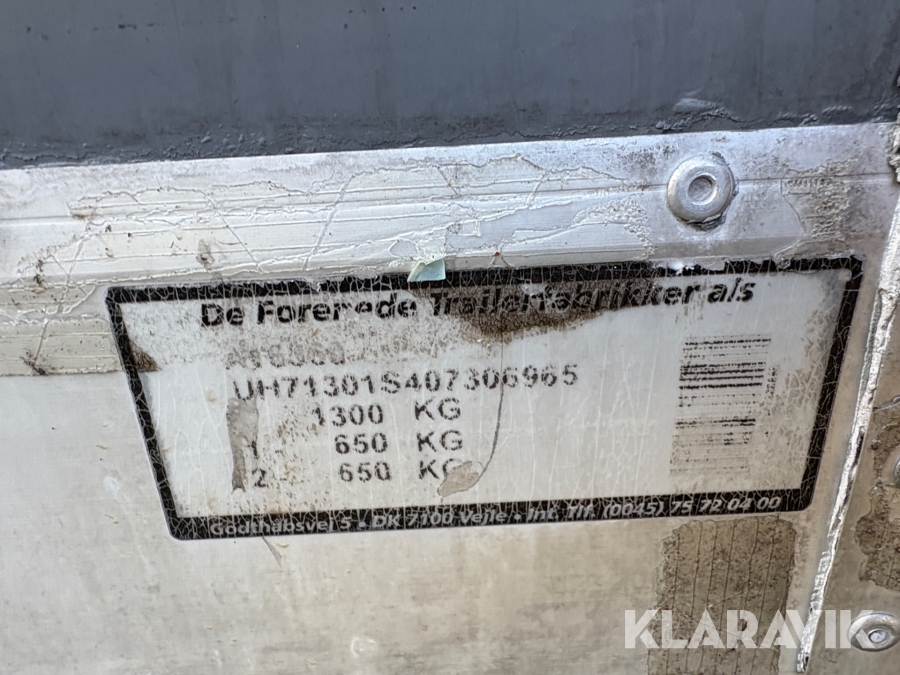 De Forenede Trailerfabrikker als
UH71301S407306965
1300 KG
1 650 KG
2 650 KG
Godthåbsvej 5 • DK 7100 Vejle • Int. Tlf. (0045) 75 72 04 00
KLARAVIK